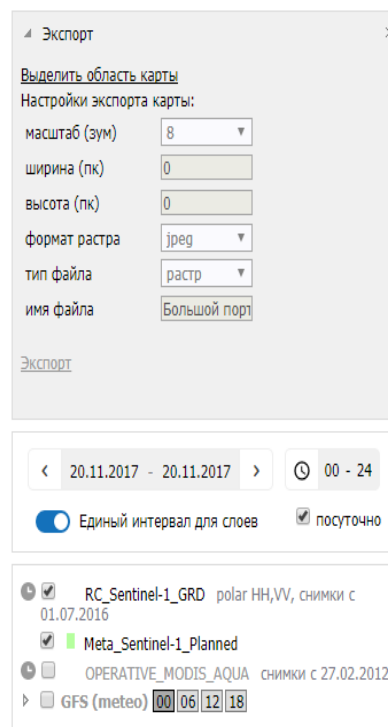 Экспорт
Выделить область карты
Настройки экспорта карты:
масштаб (зум) 8
ширина (пк) 0
высота (пк) 0
формат растра jpeg
тип файла растр
имя файла Большой порт
Экспорт
20.11.2017 - 20.11.2017 00 - 24
Единый интервал для слоев посуточно
RC_Sentinel-1_GRD polar HH,VV, снимки с
01.07.2016
Meta_Sentinel-1_Planned
OPERATIVE_MODIS_AQUA снимки с 27.02.2012
GFS (meteo) 00 06 12 18